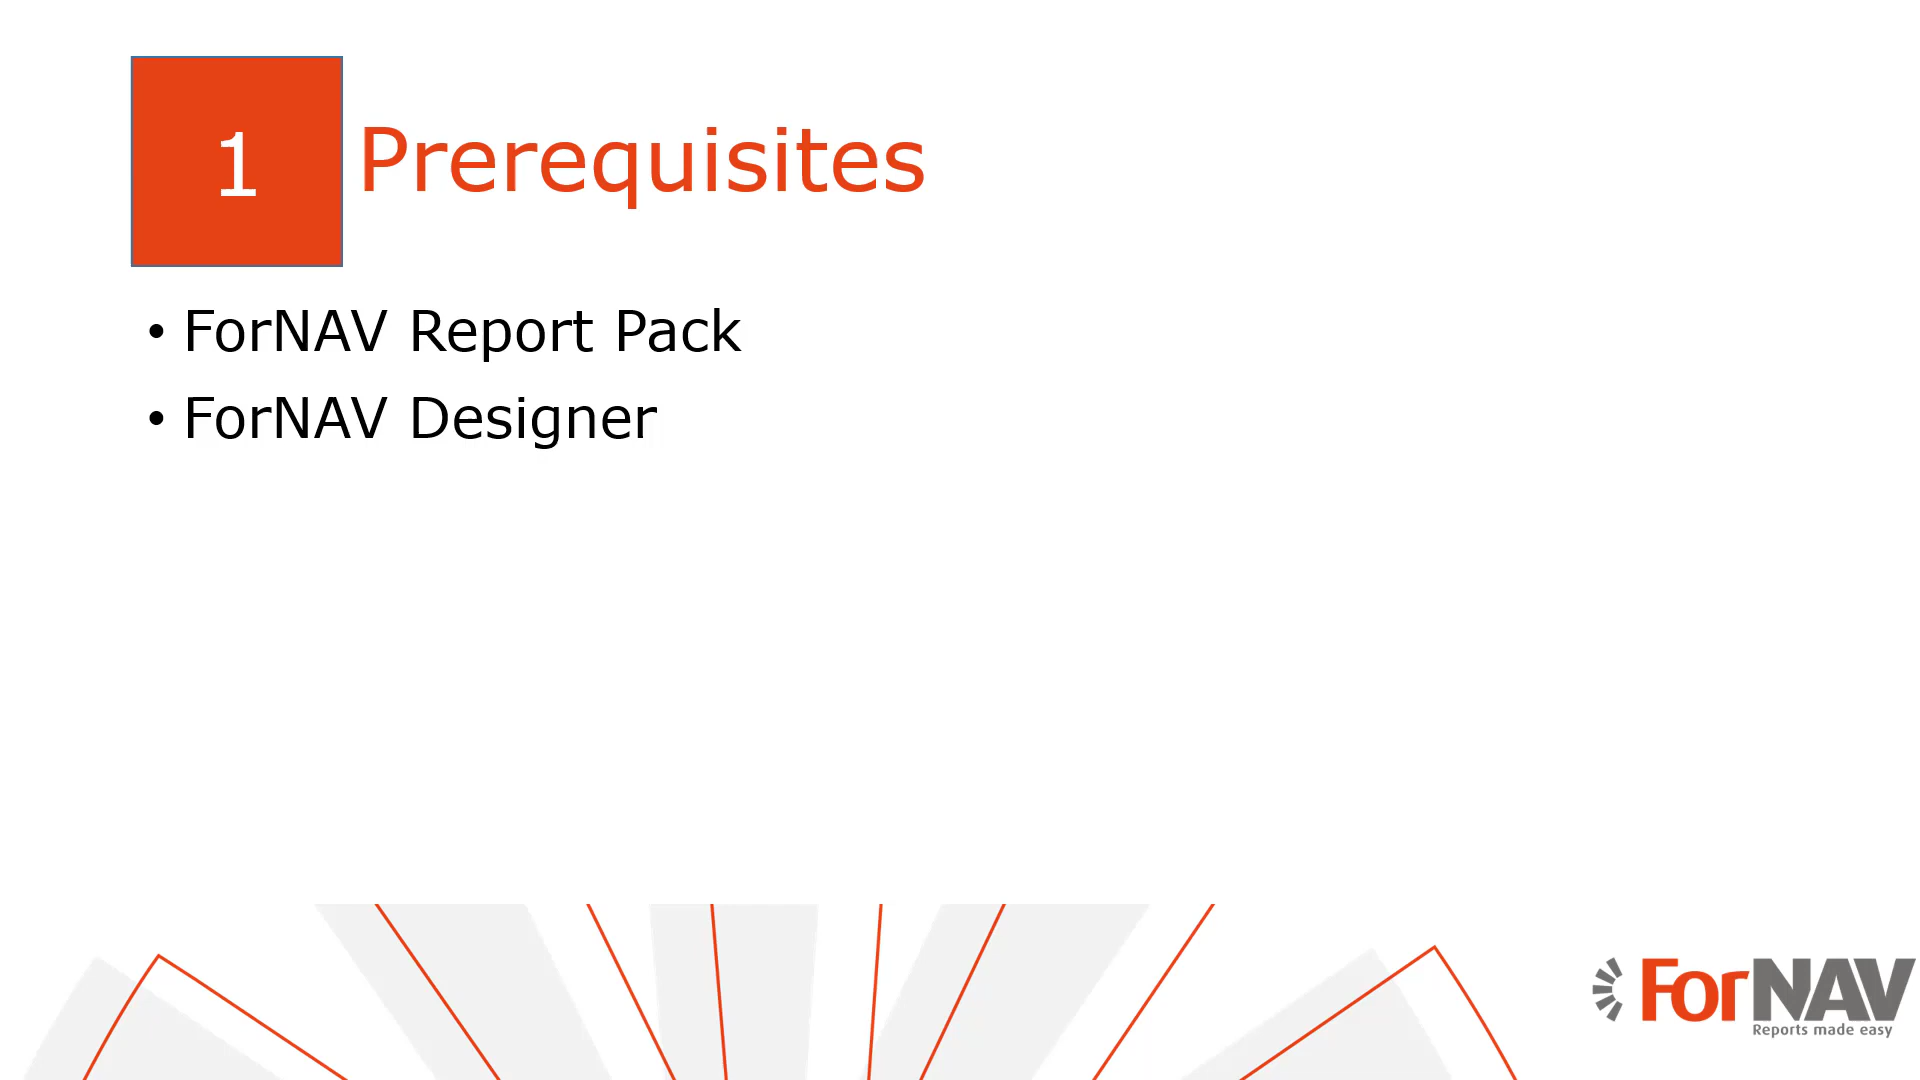 1
Prerequisites
• ForNAV Report Pack
• ForNAV Designer
ForNAV
Reports made easy